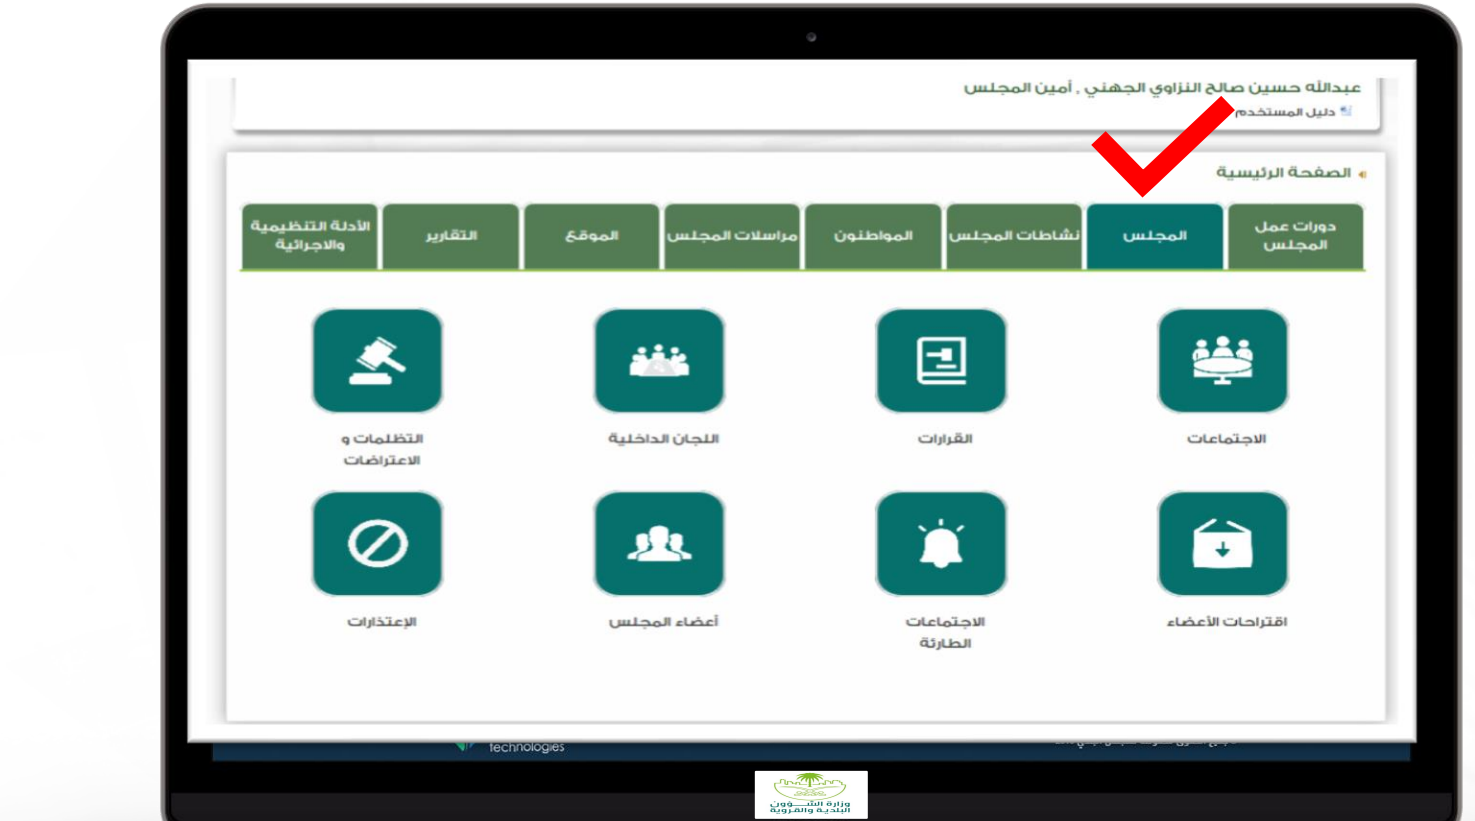 عبدالله حسين صالح النزاوي الجهني , أمين المجلس
دليل المستخدم
الصفحة الرئيسية
دورات عمل
المجلس
المجلس
نشاطات المجلس
المواطنون
مراسلات المجلس
الموقع
التقارير
الأدلة التنظيمية
والاجرائية
الاجتماعات
القرارات
اللجان الداخلية
التظلمات و
الاعتراضات
اقتراحات الأعضاء
الاجتماعات
الطارئة
أعضاء المجلس
الإعتذارات
technologies
وزارة الشــؤون
البلدية والقروية